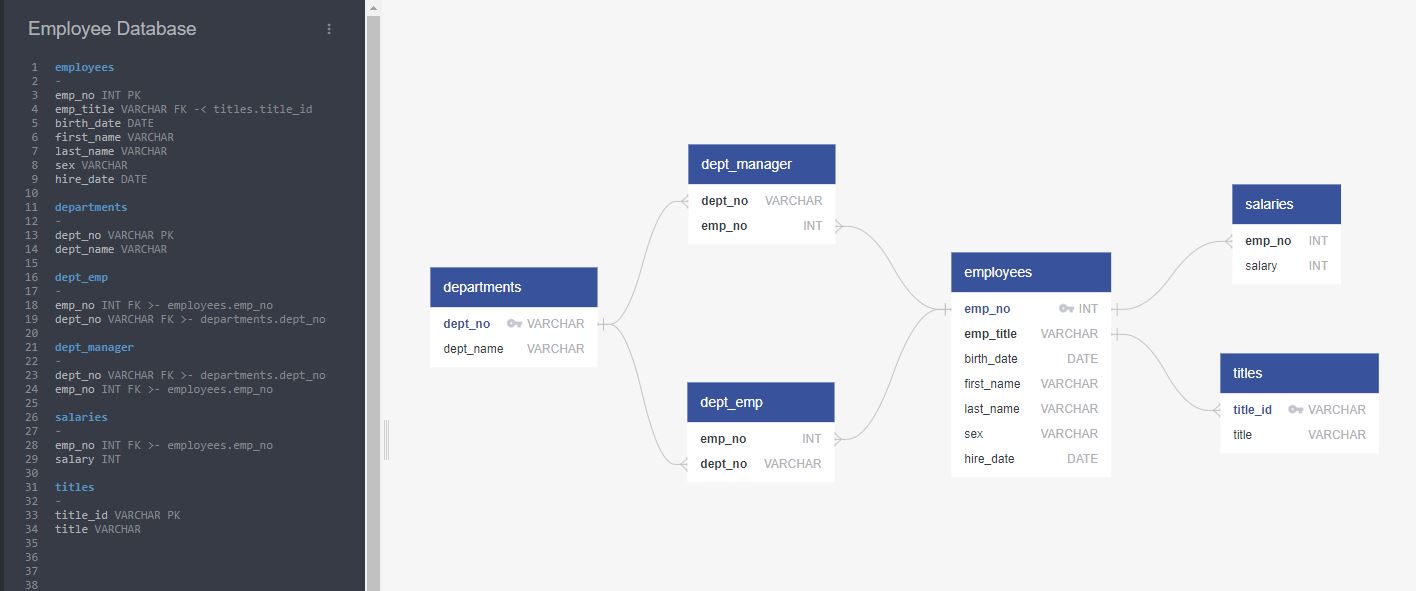 Employee Database
1 employees
2 -
3 emp_no INT PK
4 emp_title VARCHAR FK -< titles.title_id
5 birth_date DATE
6 first_name VARCHAR
7 last_name VARCHAR
8 sex VARCHAR
9 hire_date DATE
10
11 departments
12 -
13 dept_no VARCHAR PK
14 dept_name VARCHAR
15
16 dept_emp
17 -
18 emp_no INT FK >- employees.emp_no
19 dept_no VARCHAR FK >- departments.dept_no
20
21 dept_manager
22 -
23 dept_no VARCHAR FK >- departments.dept_no
24 emp_no INT FK >- employees.emp_no
25
26 salaries
27 -
28 emp_no INT FK >- employees.emp_no
29 salary INT
30
31 titles
32 -
33 title_id VARCHAR PK
34 title VARCHAR
35
36
37
38
departments
dept_no VARCHAR
dept_name VARCHAR
dept_manager
dept_no VARCHAR
emp_no INT
dept_emp
emp_no INT
dept_no VARCHAR
employees
emp_no INT
emp_title VARCHAR
birth_date DATE
first_name VARCHAR
last_name VARCHAR
sex VARCHAR
hire_date DATE
salaries
emp_no INT
salary INT
titles
title_id VARCHAR
title VARCHAR